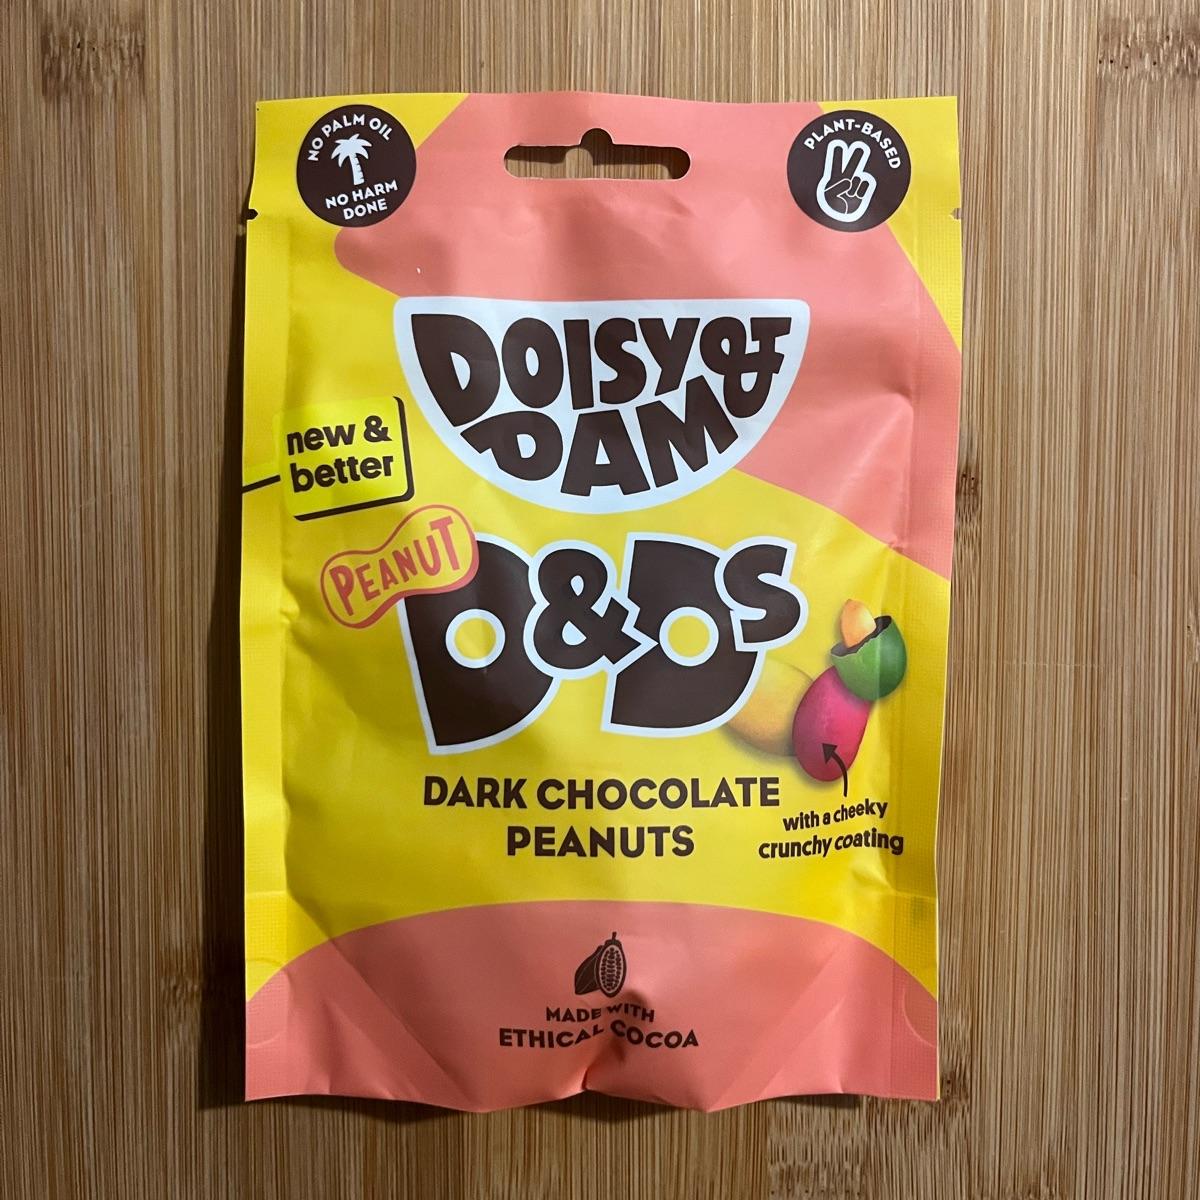 NO PALM OIL
NO HARM
DONE
PLANT-BASED
DOISY &
DAM
new &
better
PEANUT
D&Ds
DARK CHOCOLATE
PEANUTS
with a cheeky
crunchy coating
MADE WITH
ETHICAL COCOA